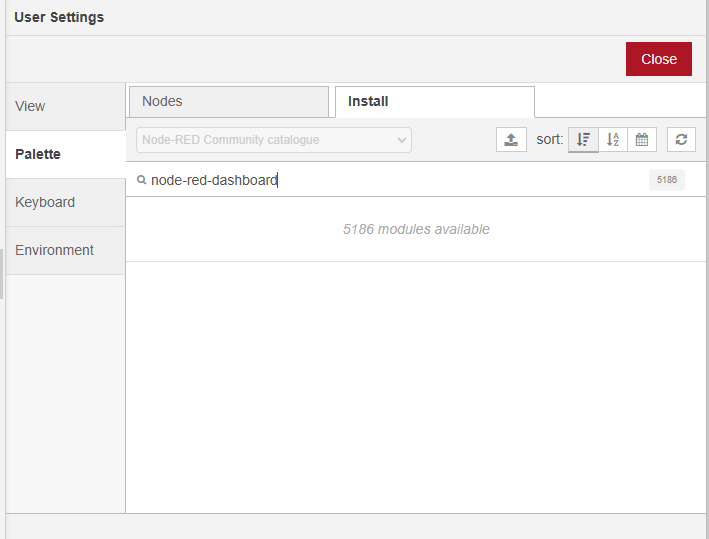 User Settings
Close
View
Palette
Keyboard
Environment
Nodes
Install
Node-RED Community catalogue
sort:
A
Z
node-red-dashboard
5186
5186 modules available